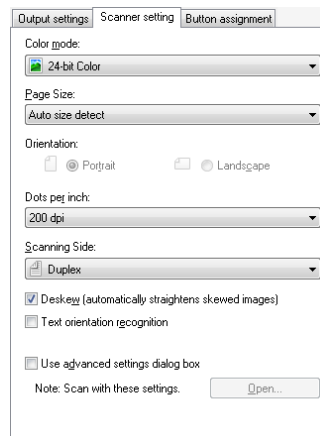 Output settings Scanner setting Button assignment
Color mode:
24-bit Color
Page Size:
Auto size detect
Orientation:
Portrait Landscape
Dots per inch:
200 dpi
Scanning Side:
Duplex
Deskew (automatically straightens skewed images)
Text orientation recognition
Use advanced settings dialog box
Note: Scan with these settings. Open...